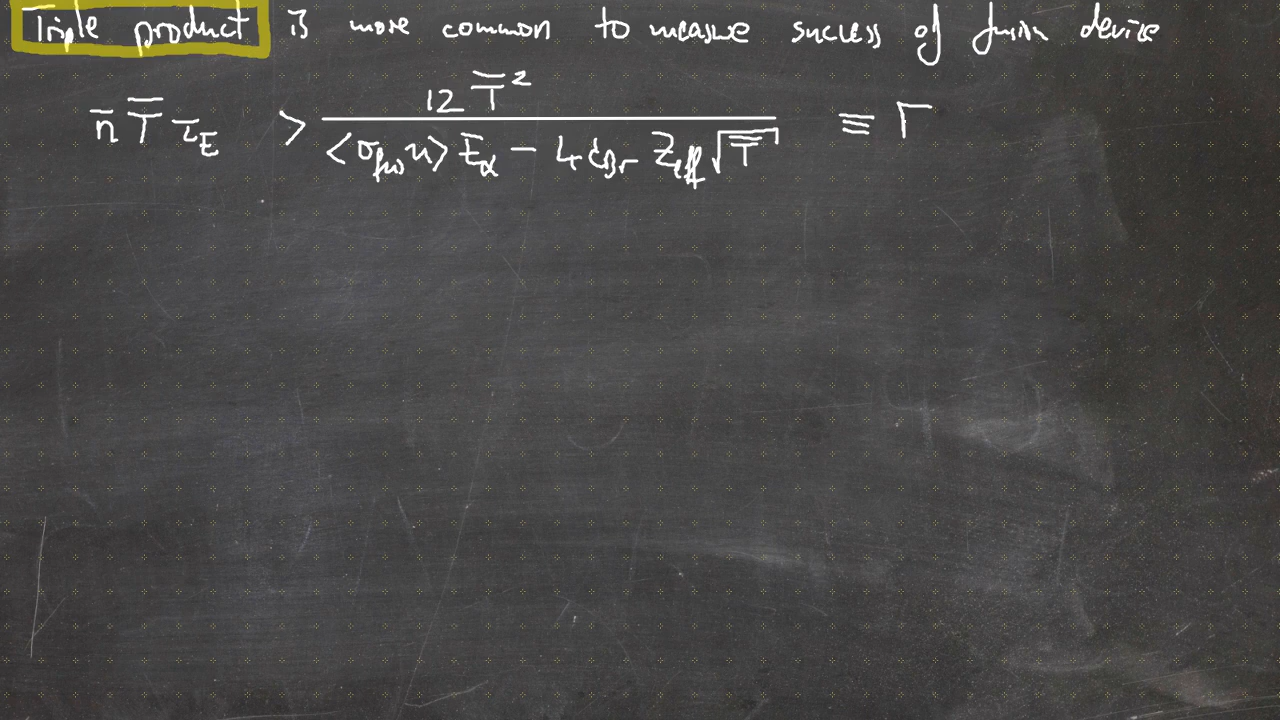 Triple product is more common to measure success of fusion device
n̄ T̿ τ_E > 12 T̿² / (<σ_fus u> E_α − 4 c_Br Z_eff √T̿) ≡ Γ